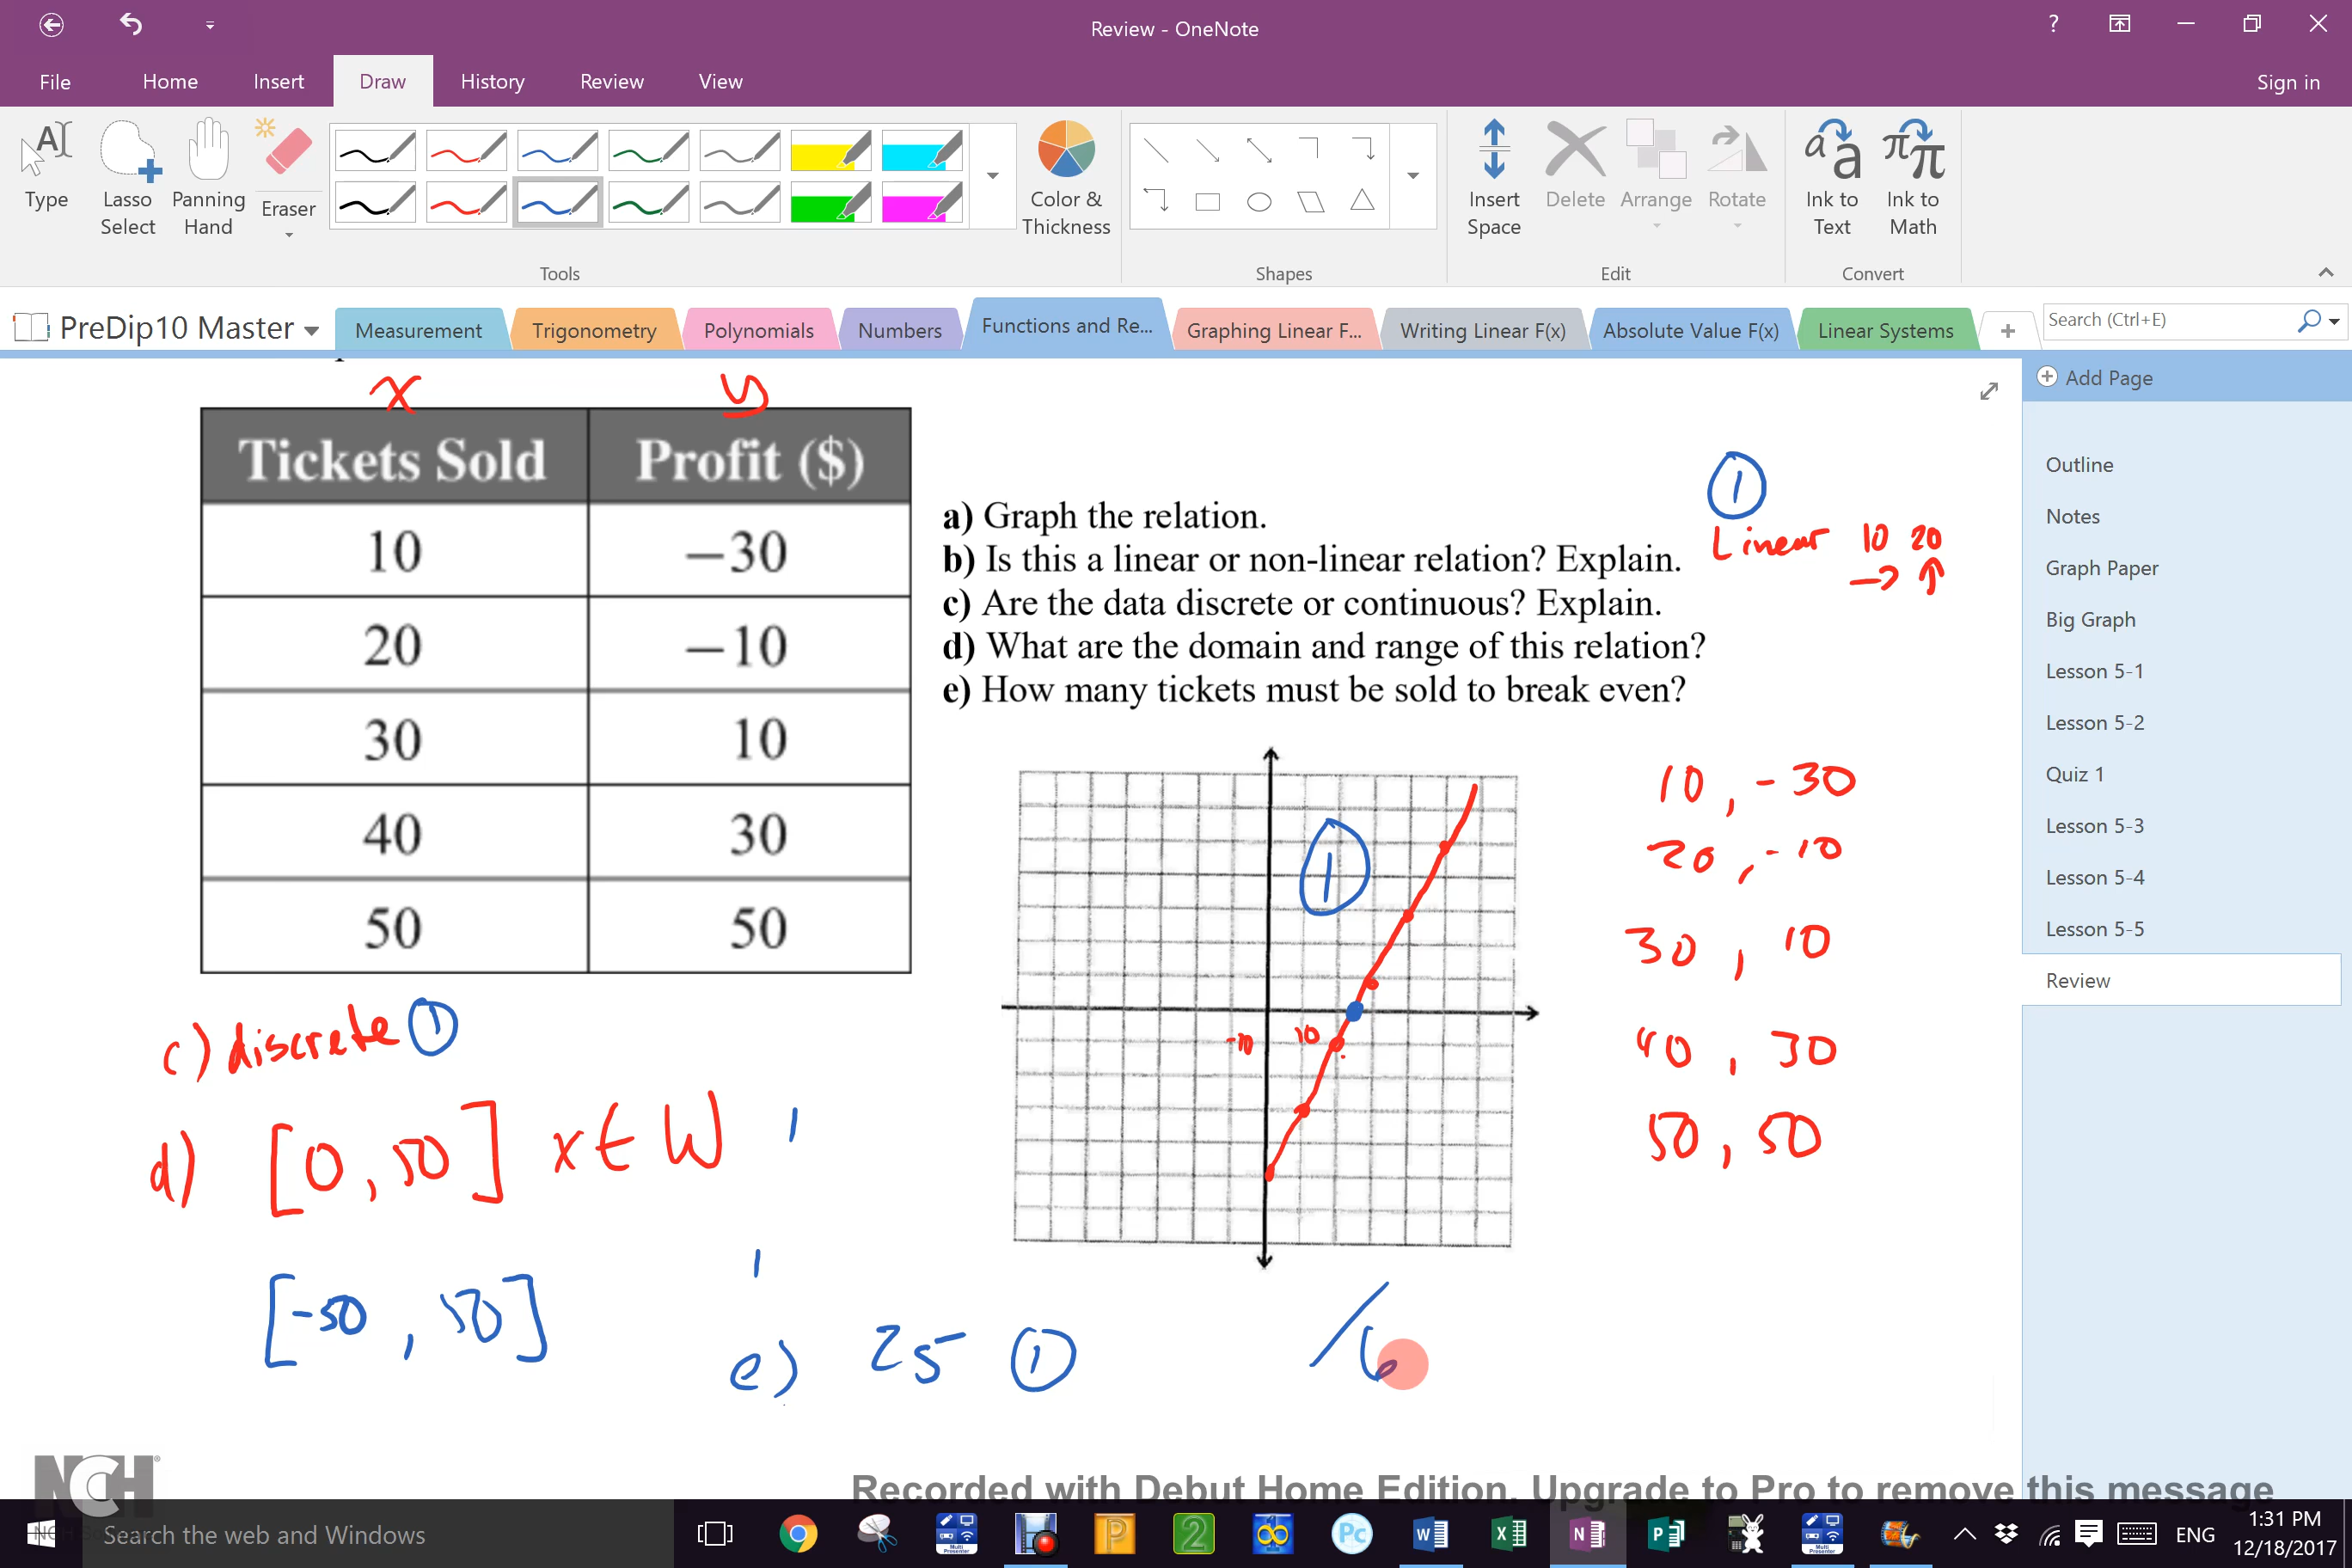 Review - OneNote
?
File Home Insert Draw History Review View
Sign in
Type
Lasso Select
Panning Hand
Eraser
Color & Thickness
Insert Space
Delete
Arrange
Rotate
Ink to Text
Ink to Math
Tools
Shapes
Edit
Convert
PreDip10 Master
Measurement
Trigonometry
Polynomials
Numbers
Functions and Re...
Graphing Linear F...
Writing Linear F(x)
Absolute Value F(x)
Linear Systems
+
Search (Ctrl+E)
Add Page
Outline
Notes
Graph Paper
Big Graph
Lesson 5-1
Lesson 5-2
Quiz 1
Lesson 5-3
Lesson 5-4
Lesson 5-5
Review
x y
Tickets Sold Profit ($)
10 −30
20 −10
30 10
40 30
50 50
a) Graph the relation.
b) Is this a linear or non-linear relation? Explain.
c) Are the data discrete or continuous? Explain.
d) What are the domain and range of this relation?
e) How many tickets must be sold to break even?
1
Linear 10 20
→ ↑
1
-10 10
10 , -30
20 , -10
30 , 10
40 , 30
50 , 50
c) discrete 1
d) [0, 50] x ∈ W 1
[-50, 50] 1
e) 25 1
/6
NCH
Recorded with Debut Home Edition. Upgrade to Pro to remove this message
Search the web and Windows
ENG
1:31 PM
12/18/2017